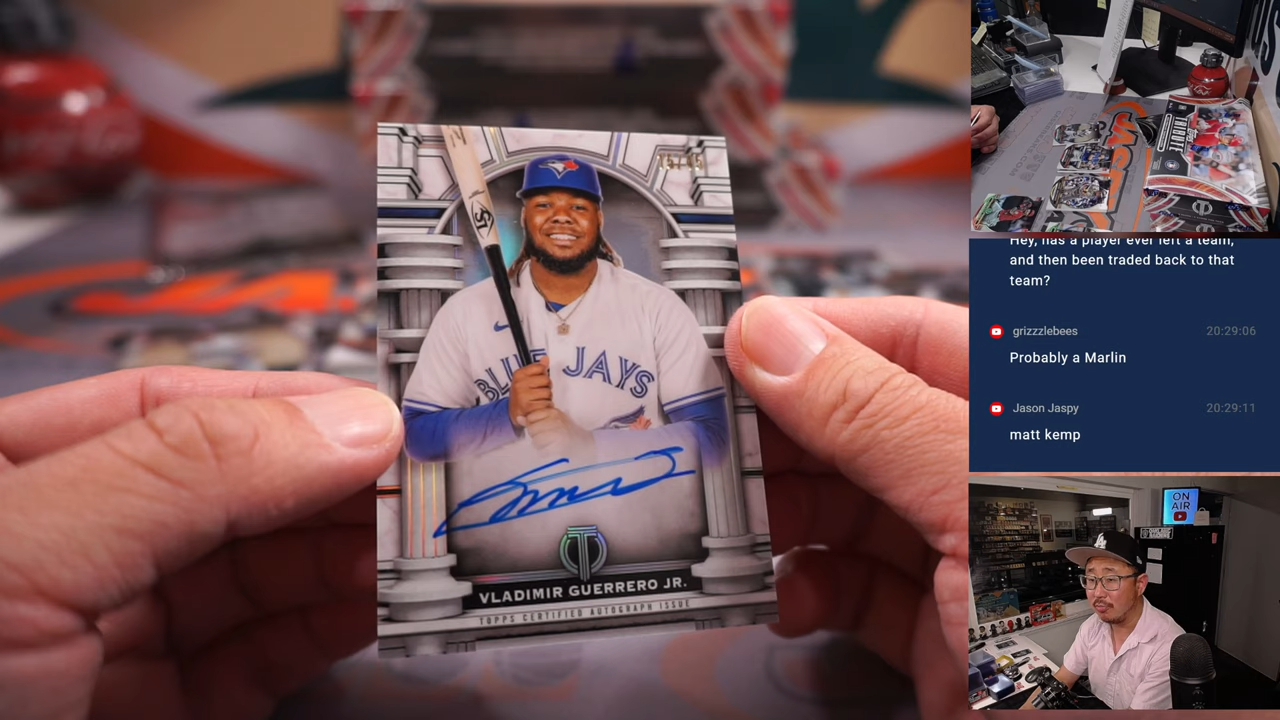 BLUE JAYS
VLADIMIR GUERRERO JR.
TOPPS CERTIFIED AUTOGRAPH ISSUE
TRIBUTE
Hey, has a player ever left a team,
and then been traded back to that
team?
grizzzlebees 20:29:06
Probably a Marlin
Jason Jaspy 20:29:11
matt kemp
ON
AIR
LA